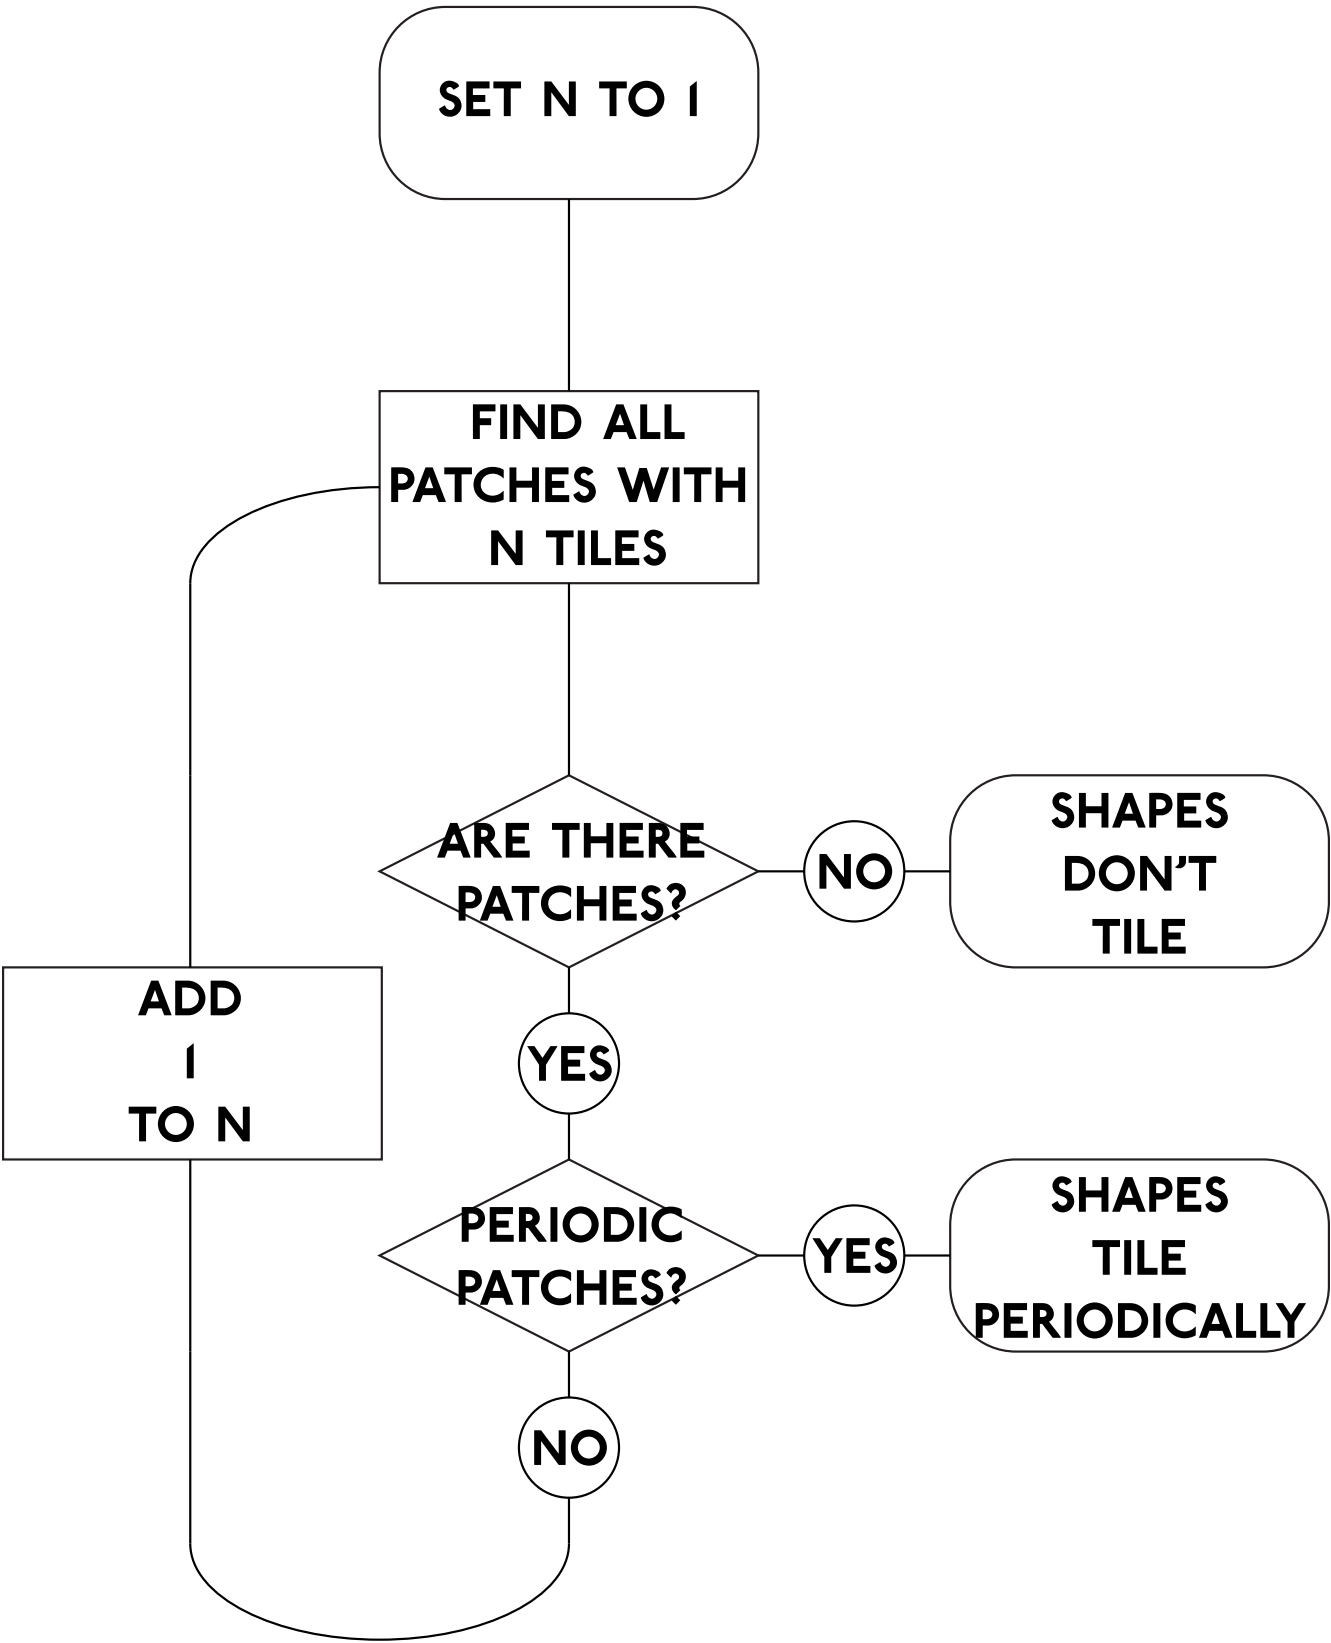 SET N TO 1
FIND ALL
PATCHES WITH
N TILES
ARE THERE
PATCHES?
NO
SHAPES
DON'T
TILE
YES
ADD
1
TO N
PERIODIC
PATCHES?
YES
SHAPES
TILE
PERIODICALLY
NO